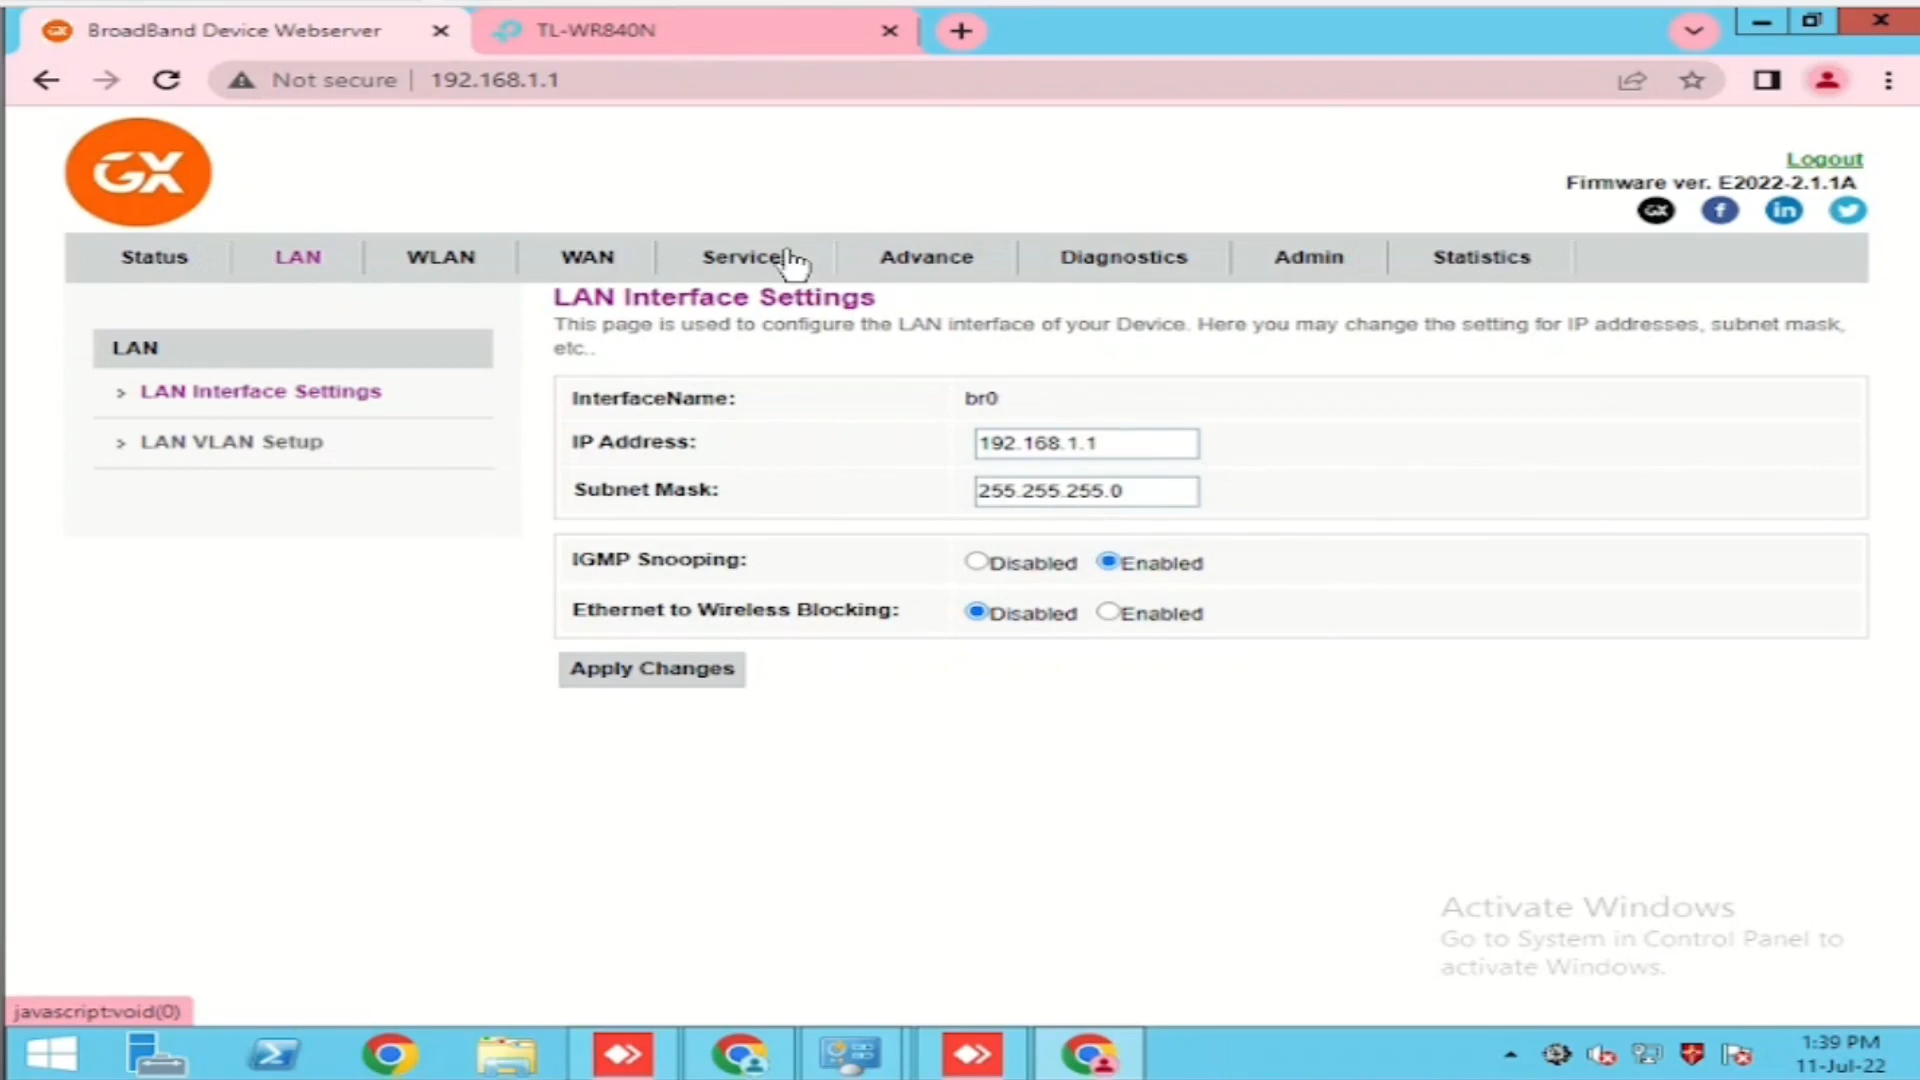 BroadBand Device Webserver
TL-WR840N
Not secure
192.168.1.1
GX
Logout
Firmware ver. E2022-2.1.1A
GX
Status
LAN
WLAN
WAN
Services
Advance
Diagnostics
Admin
Statistics
LAN
> LAN Interface Settings
> LAN VLAN Setup
LAN Interface Settings
This page is used to configure the LAN interface of your Device. Here you may change the setting for IP addresses, subnet mask,
etc..
InterfaceName: br0
IP Address: 192.168.1.1
Subnet Mask: 255.255.255.0
IGMP Snooping: Disabled Enabled
Ethernet to Wireless Blocking: Disabled Enabled
Apply Changes
Activate Windows
Go to System in Control Panel to
activate Windows.
javascript:void(0)
1:39 PM
11-Jul-22